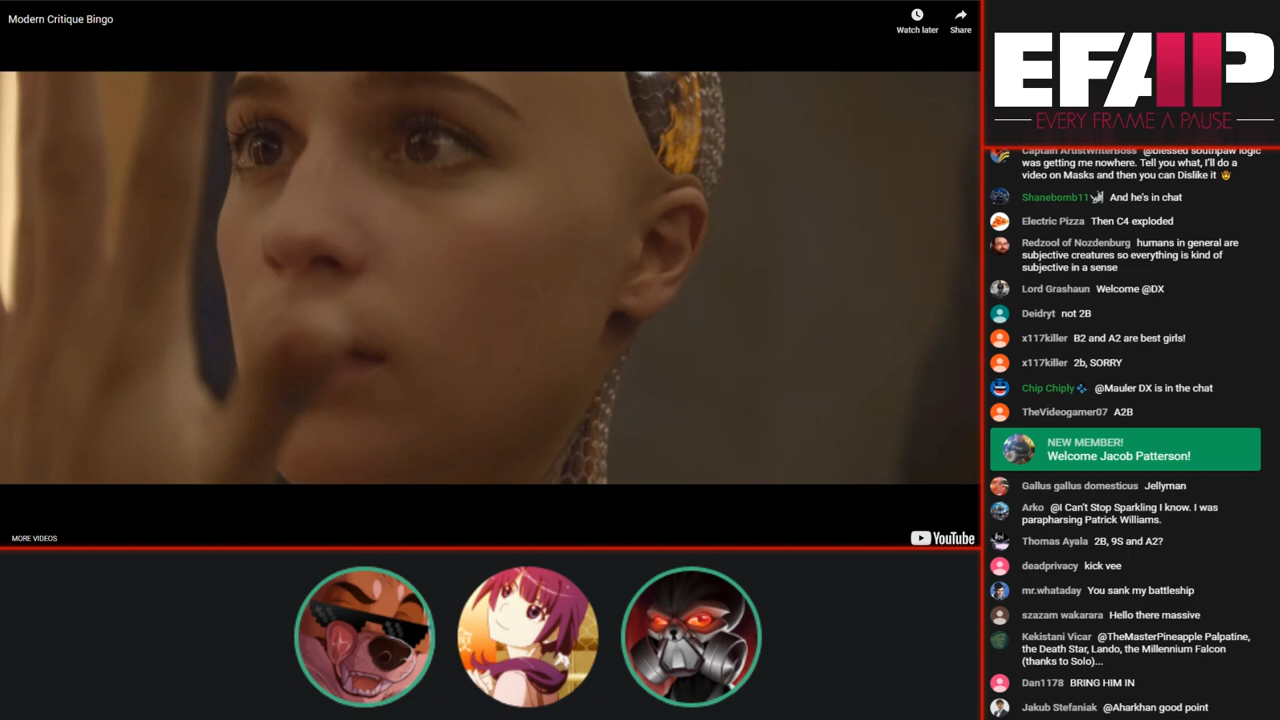 Modern Critique Bingo
Watch later
Share
MORE VIDEOS
YouTube
EFAP
EVERY FRAME A PAUSE
Captain ArtistWriterBoss @blessed southpaw logic
was getting me nowhere. Tell you what, I'll do a
video on Masks and then you can Dislike it
Shanebomb11 And he's in chat
Electric Pizza Then C4 exploded
Redzool of Nozdenburg humans in general are
subjective creatures so everything is kind of
subjective in a sense
Lord Grashaun Welcome @DX
Deidryt not 2B
x117killer B2 and A2 are best girls!
x117killer 2b, SORRY
Chip Chiply @Mauler DX is in the chat
TheVideogamer07 A2B
NEW MEMBER!
Welcome Jacob Patterson!
Gallus gallus domesticus Jellyman
Arko @I Can't Stop Sparkling I know. I was
parapharsing Patrick Williams.
Thomas Ayala 2B, 9S and A2?
deadprivacy kick vee
mr.whataday You sank my battleship
szazam wakarara Hello there massive
Kekistani Vicar @TheMasterPineapple Palpatine,
the Death Star, Lando, the Millennium Falcon
(thanks to Solo)...
Dan1178 BRING HIM IN
Jakub Stefaniak @Aharkhan good point